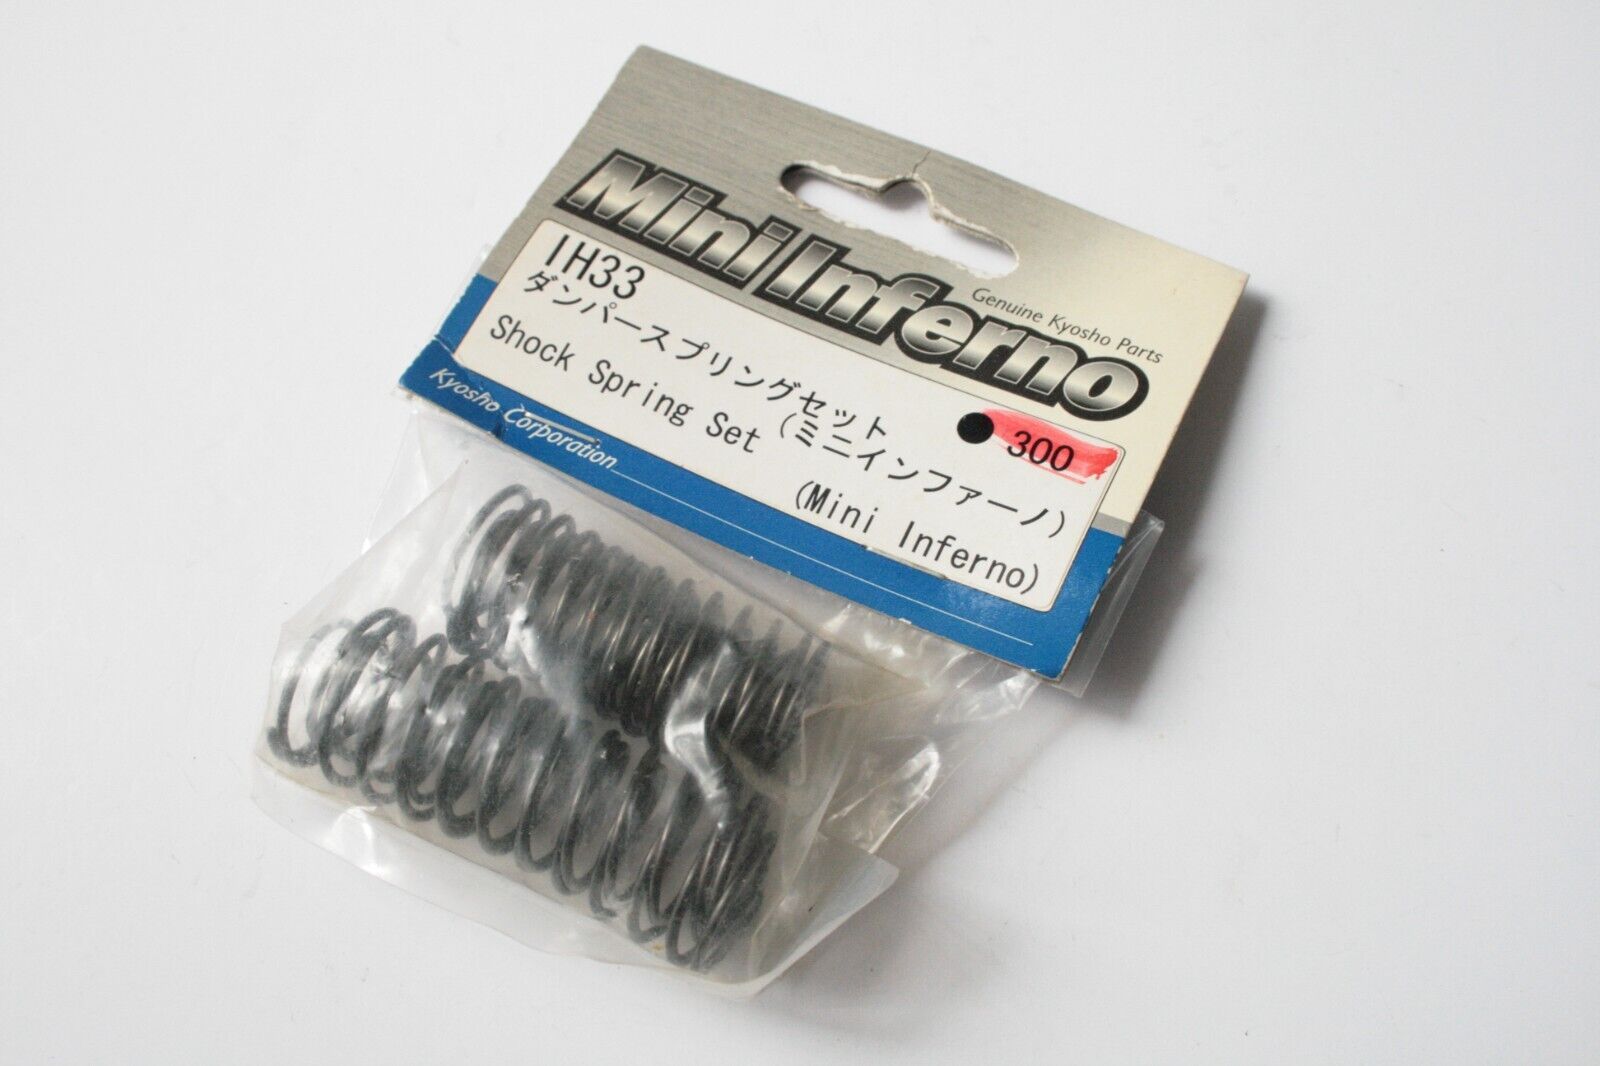 Mini Inferno
Genuine Kyosho Parts
IH33
ダンパースプリングセット
(ミニインファーノ)
Shock Spring Set
(Mini Inferno)
●300
Kyosho Corporation